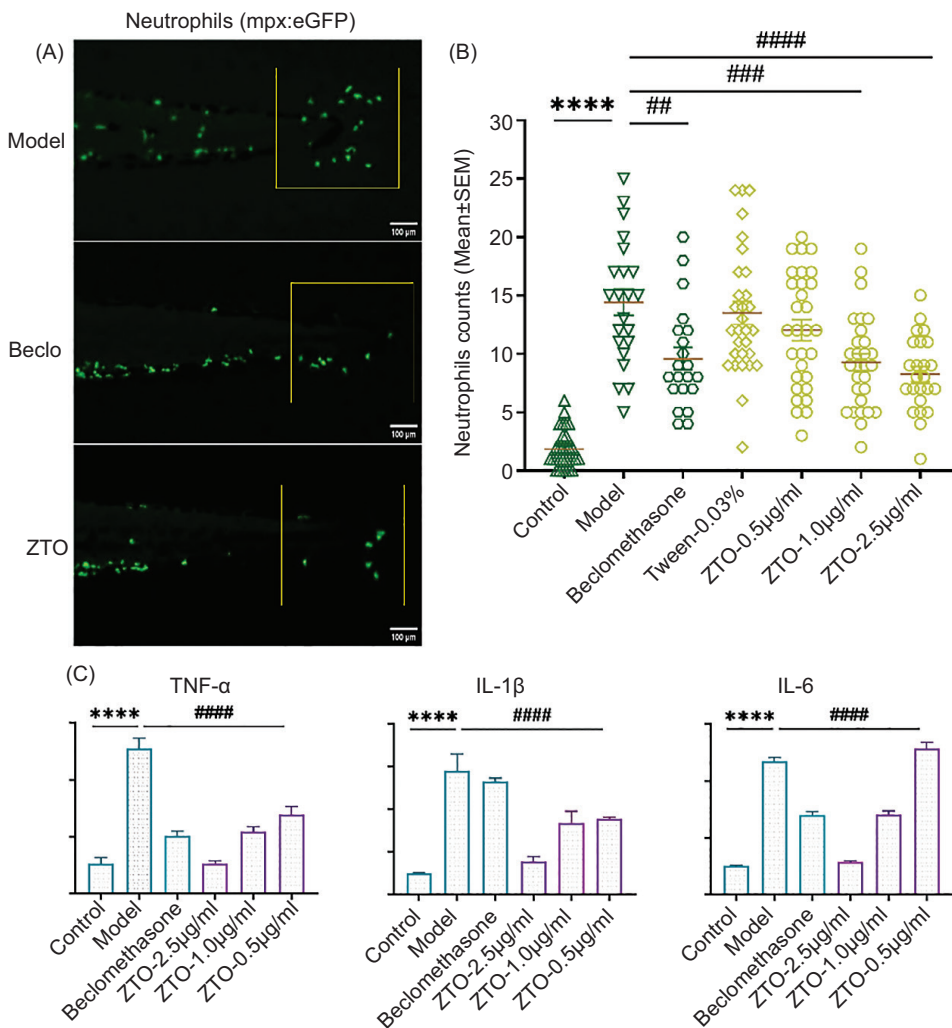 Neutrophils (mpx:eGFP)
(A)
Model
100 µm
Beclo
100 µm
ZTO
100 µm
(B)
####
###
**** ##
Neutrophils counts (Mean±SEM)
30
25
20
15
10
5
0
Control
Model
Beclomethasone
Tween-0.03%
ZTO-0.5µg/ml
ZTO-1.0µg/ml
ZTO-2.5µg/ml
(C)
TNF-α
**** ####
Control
Model
Beclomethasone
ZTO-2.5µg/ml
ZTO-1.0µg/ml
ZTO-0.5µg/ml
IL-1β
**** ####
Control
Model
Beclomethasone
ZTO-2.5µg/ml
ZTO-1.0µg/ml
ZTO-0.5µg/ml
IL-6
**** ####
Control
Model
Beclomethasone
ZTO-2.5µg/ml
ZTO-1.0µg/ml
ZTO-0.5µg/ml